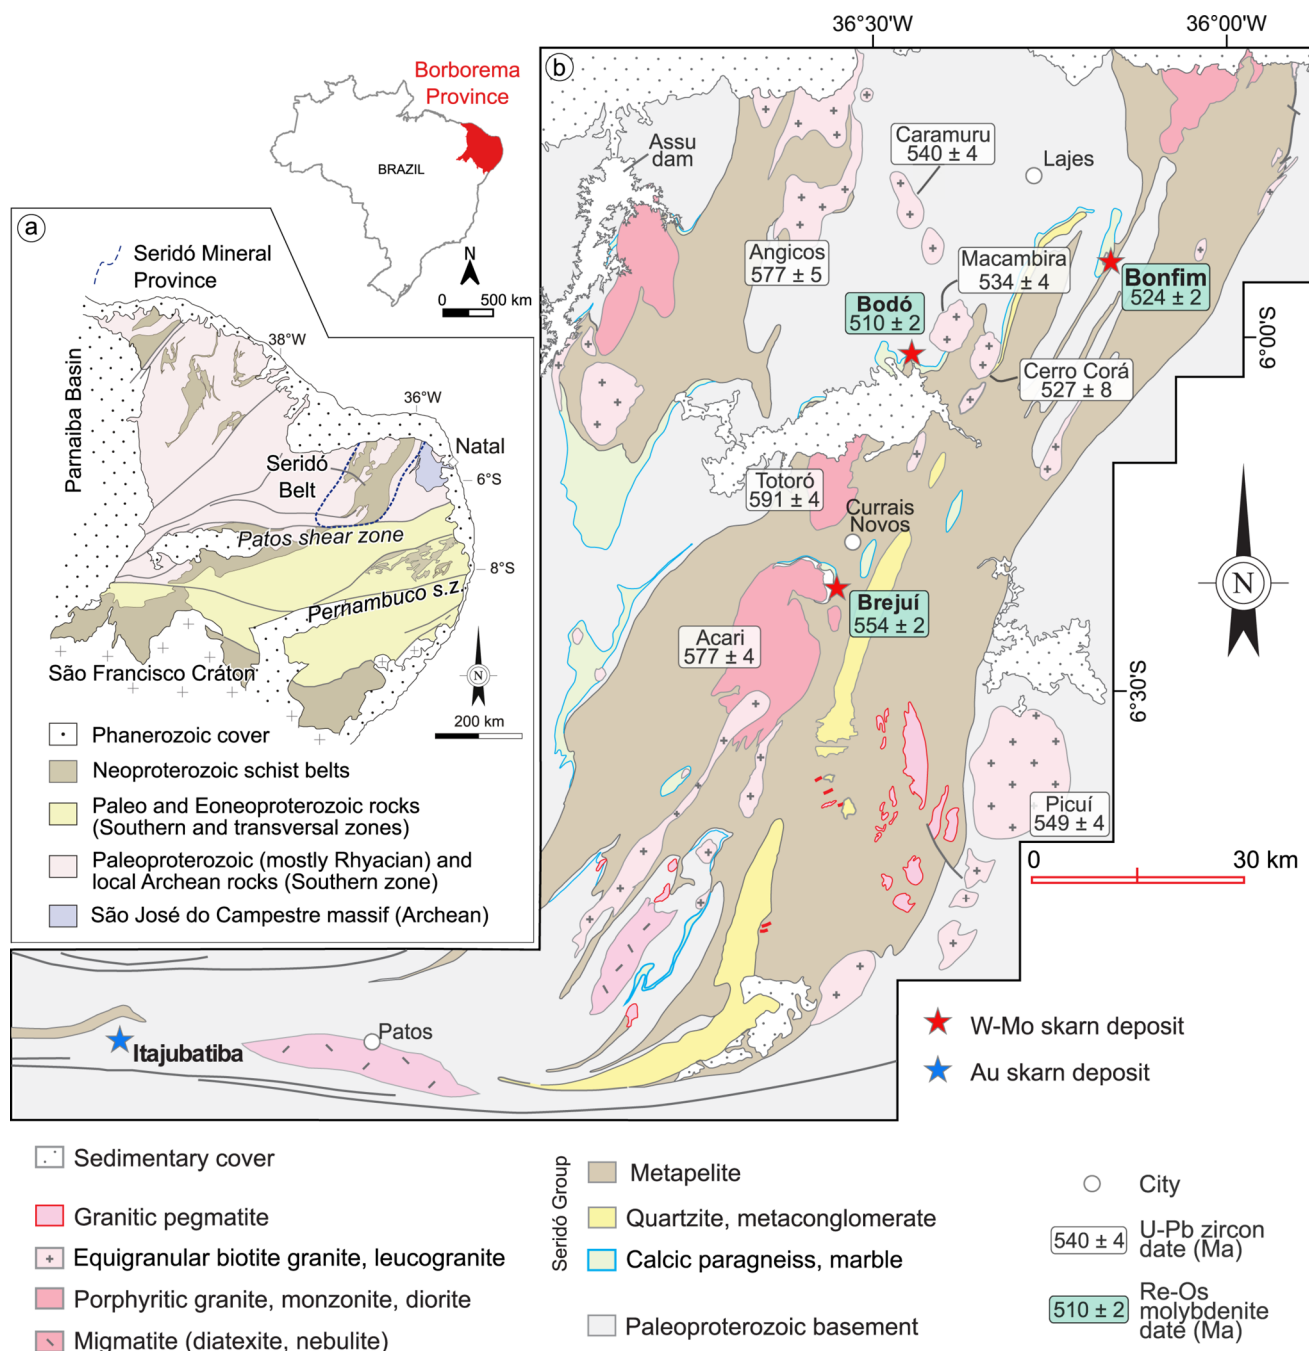 36°30'W
36°00'W
Borborema
Province
BRAZIL
N
0 500 km
a
Seridó Mineral
Province
Parnaiba Basin
38°W
36°W
Natal
Seridó
Belt
6°S
Patos shear zone
8°S
Pernambuco s.z.
São Francisco Cráton
N
200 km
Phanerozoic cover
Neoproterozoic schist belts
Paleo and Eoneoproterozoic rocks
(Southern and transversal zones)
Paleoproterozoic (mostly Rhyacian) and
local Archean rocks (Southern zone)
São José do Campestre massif (Archean)
b
Assu
dam
Caramuru
540 ± 4
Lajes
Angicos
577 ± 5
Macambira
534 ± 4
Bonfim
524 ± 2
Bodó
510 ± 2
6°00'S
Cerro Corá
527 ± 8
Totoró
591 ± 4
Currais
Novos
N
Brejuí
554 ± 2
Acari
577 ± 4
6°30'S
Picuí
549 ± 4
0 30 km
Patos
Itajubatiba
W-Mo skarn deposit
Au skarn deposit
Sedimentary cover
Granitic pegmatite
Equigranular biotite granite, leucogranite
Porphyritic granite, monzonite, diorite
Migmatite (diatexite, nebulite)
Seridó Group
Metapelite
Quartzite, metaconglomerate
Calcic paragneiss, marble
Paleoproterozoic basement
City
540 ± 4
U-Pb zircon
date (Ma)
510 ± 2
Re-Os
molybdenite
date (Ma)